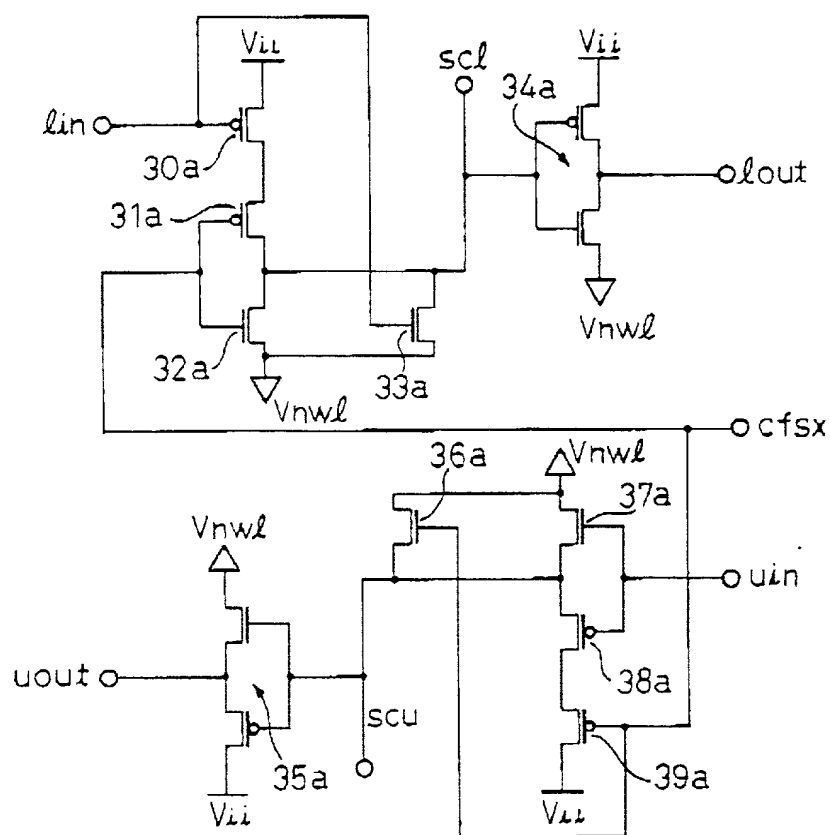 Vii
scl
Vii
34a
lin
30a
lout
31a
Vnwl
32a
33a
Vnwl
cfsx
36a
Vnwl
37a
Vnwl
uin
uout
38a
scu
35a
39a
Vii
Vii